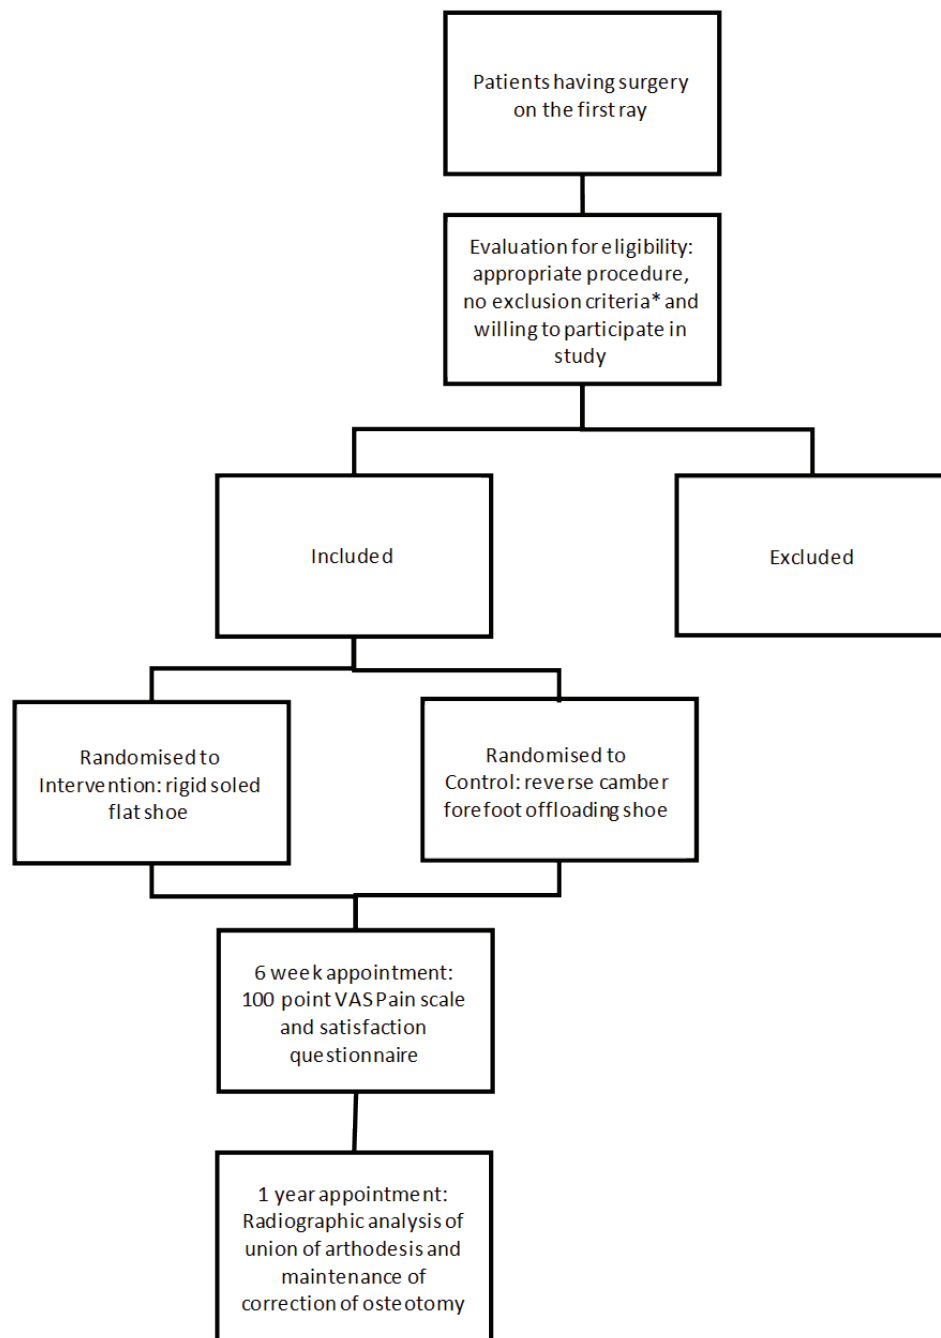 Patients having surgery
on the first ray
Evaluation for eligibility:
appropriate procedure,
no exclusion criteria* and
willing to participate in
study
Included
Excluded
Randomised to
Intervention: rigid soled
flat shoe
Randomised to
Control: reverse camber
forefoot offloading shoe
6 week appointment:
100 point VAS Pain scale
and satisfaction
questionnaire
1 year appointment:
Radiographic analysis of
union of arthodesis and
maintenance of
correction of osteotomy